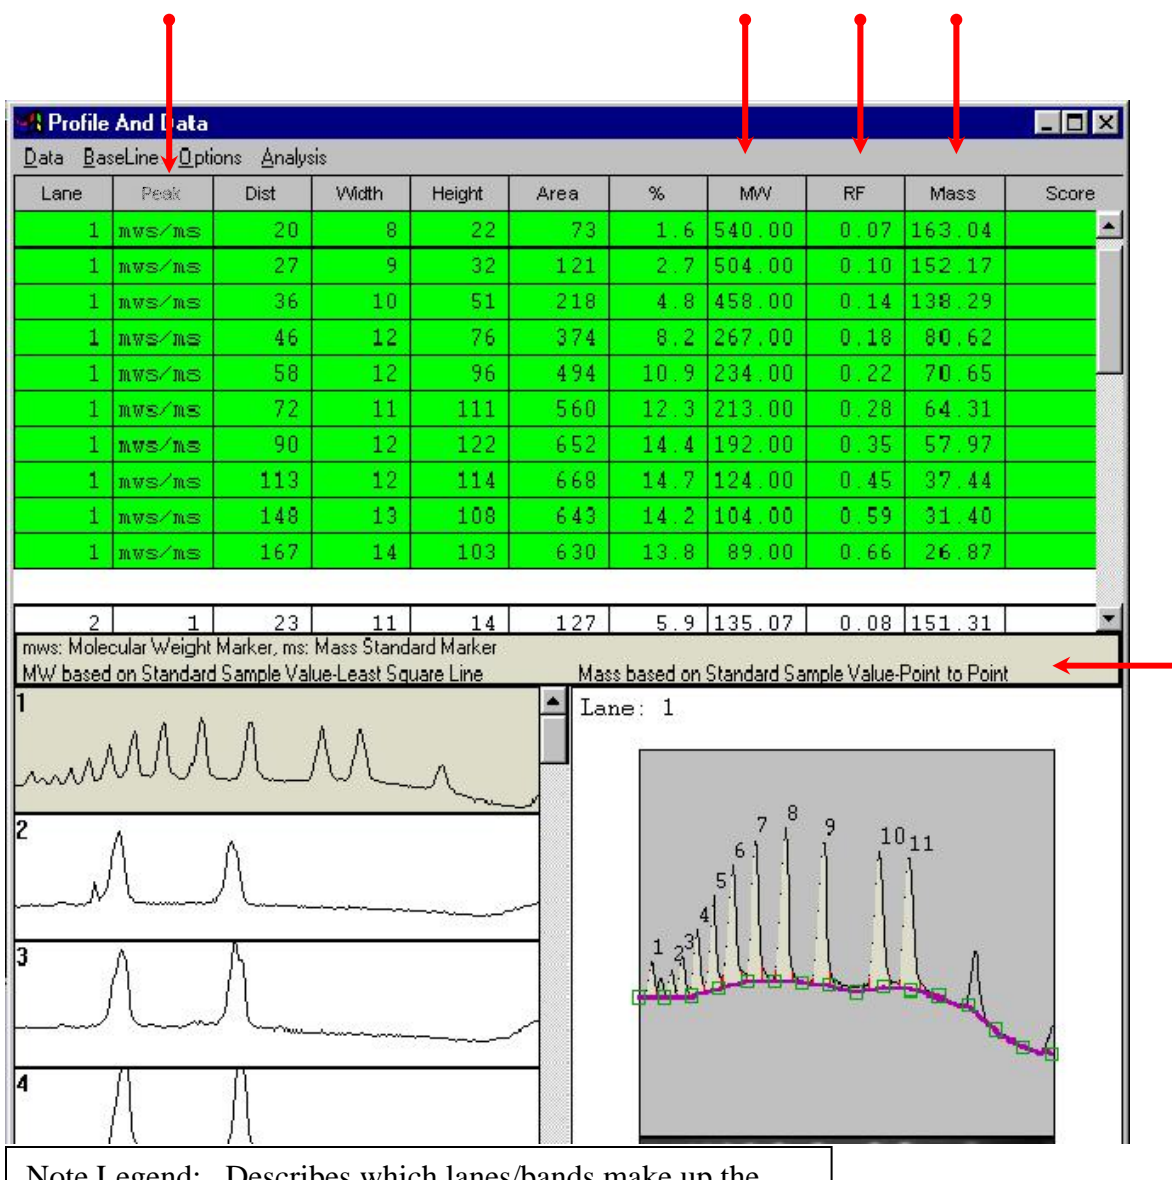 Profile And Data
Data BaseLine Options Analysis
Lane Peak Dist Width Height Area % MW RF Mass Score
1 mws/ms 20 8 22 73 1.6 540.00 0.07 163.04
1 mws/ms 27 9 32 121 2.7 504.00 0.10 152.17
1 mws/ms 36 10 51 218 4.8 458.00 0.14 138.29
1 mws/ms 46 12 76 374 8.2 267.00 0.18 80.62
1 mws/ms 58 12 96 494 10.9 234.00 0.22 70.65
1 mws/ms 72 11 111 560 12.3 213.00 0.28 64.31
1 mws/ms 90 12 122 652 14.4 192.00 0.35 57.97
1 mws/ms 113 12 114 668 14.7 124.00 0.45 37.44
1 mws/ms 148 13 108 643 14.2 104.00 0.59 31.40
1 mws/ms 167 14 103 630 13.8 89.00 0.66 26.87
2 1 23 11 14 127 5.9 135.07 0.08 151.31
mws: Molecular Weight Marker, ms: Mass Standard Marker
MW based on Standard Sample Value-Least Square Line Mass based on Standard Sample Value-Point to Point
1
2
3
4
Lane: 1
1 2 3 4 5 6 7 8 9 10 11
Note Legend: Describes which lanes/bands make up the